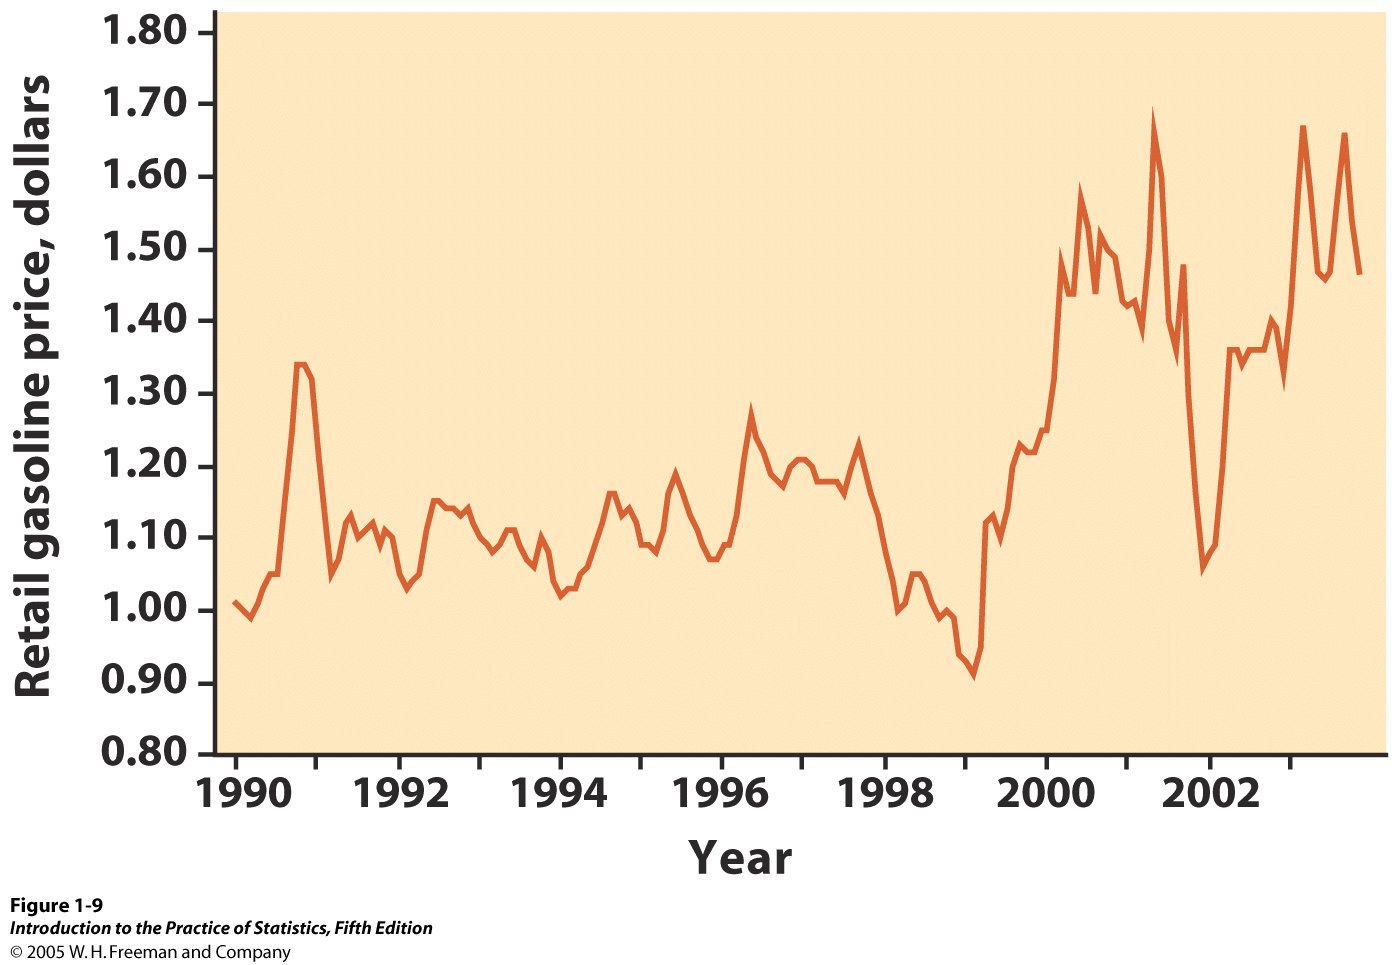 1.80
1.70
1.60
1.50
1.40
1.30
1.20
1.10
1.00
0.90
0.80
Retail gasoline price, dollars
1990 1992 1994 1996 1998 2000 2002
Year
Figure 1-9
Introduction to the Practice of Statistics, Fifth Edition
© 2005 W. H. Freeman and Company